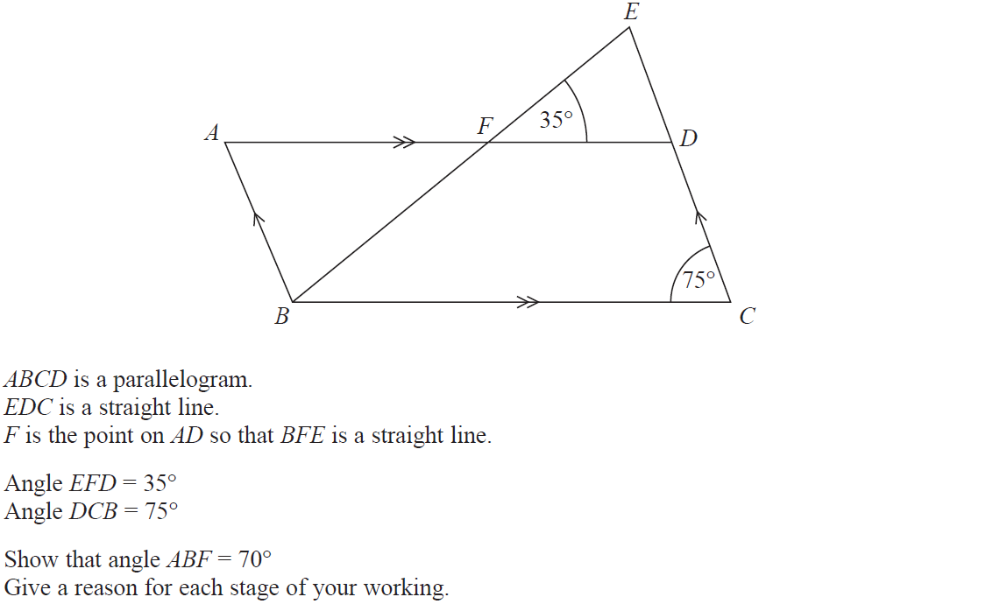 E
A
F
35°
D
75°
B
C
ABCD is a parallelogram.
EDC is a straight line.
F is the point on AD so that BFE is a straight line.
Angle EFD = 35°
Angle DCB = 75°
Show that angle ABF = 70°
Give a reason for each stage of your working.